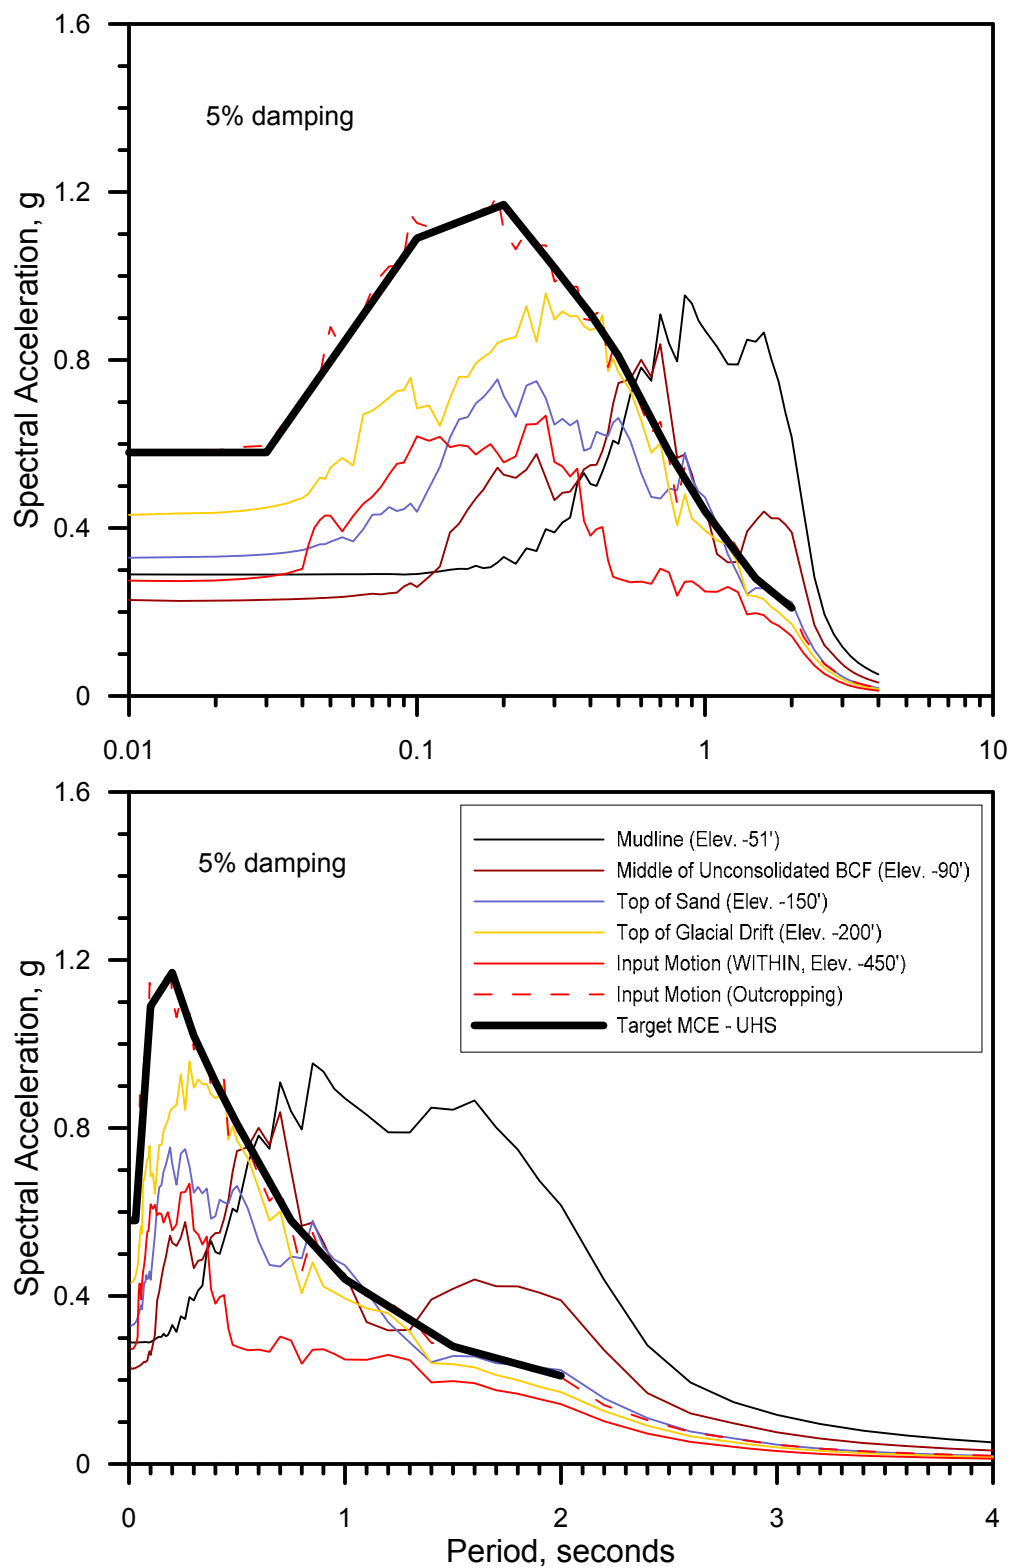 1.6
5% damping
1.2
0.8
0.4
0
Spectral Acceleration, g
0.01
0.1
1
10
1.6
5% damping
1.2
0.8
0.4
0
Spectral Acceleration, g
Mudline (Elev. -51')
Middle of Unconsolidated BCF (Elev. -90')
Top of Sand (Elev. -150')
Top of Glacial Drift (Elev. -200')
Input Motion (WITHIN, Elev. -450')
Input Motion (Outcropping)
Target MCE - UHS
0
1
2
3
4
Period, seconds